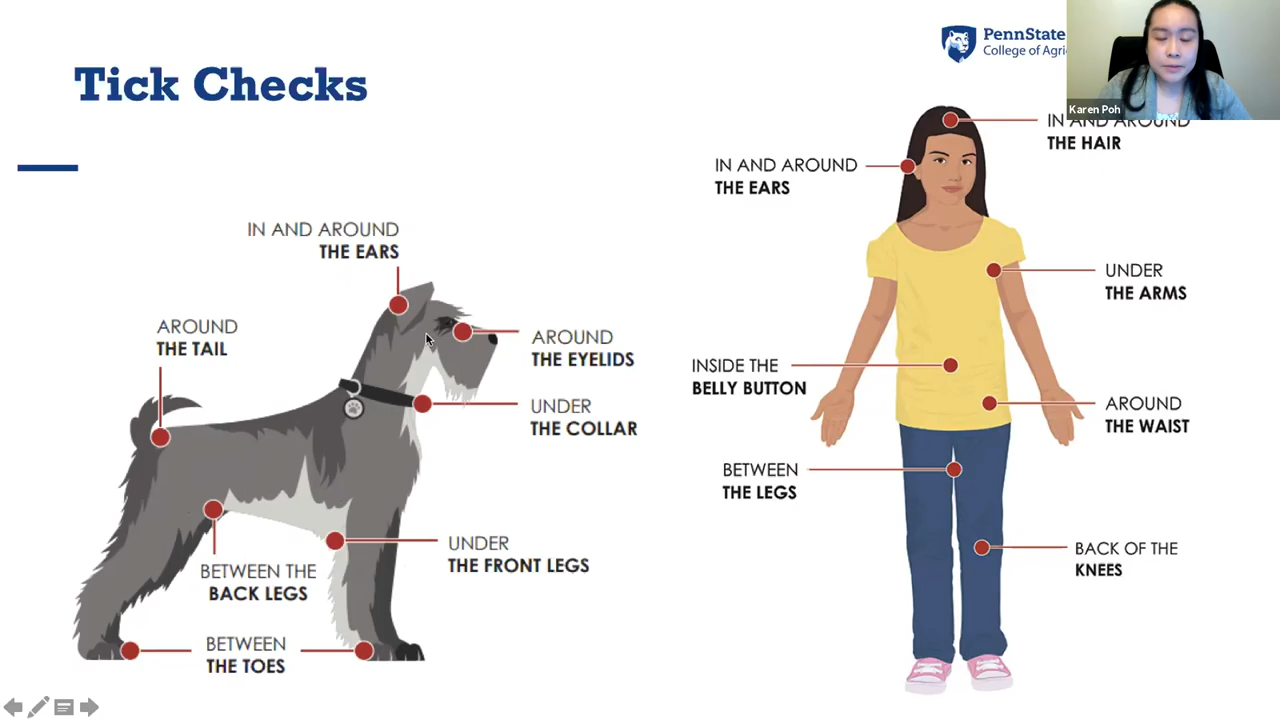 Tick Checks
PennState
College of Agri
Karen Poh
IN AND AROUND
THE EARS
AROUND
THE TAIL
AROUND
THE EYELIDS
UNDER
THE COLLAR
UNDER
THE FRONT LEGS
BETWEEN THE
BACK LEGS
BETWEEN
THE TOES
IN AND AROUND
THE HAIR
IN AND AROUND
THE EARS
UNDER
THE ARMS
INSIDE THE
BELLY BUTTON
AROUND
THE WAIST
BETWEEN
THE LEGS
BACK OF THE
KNEES